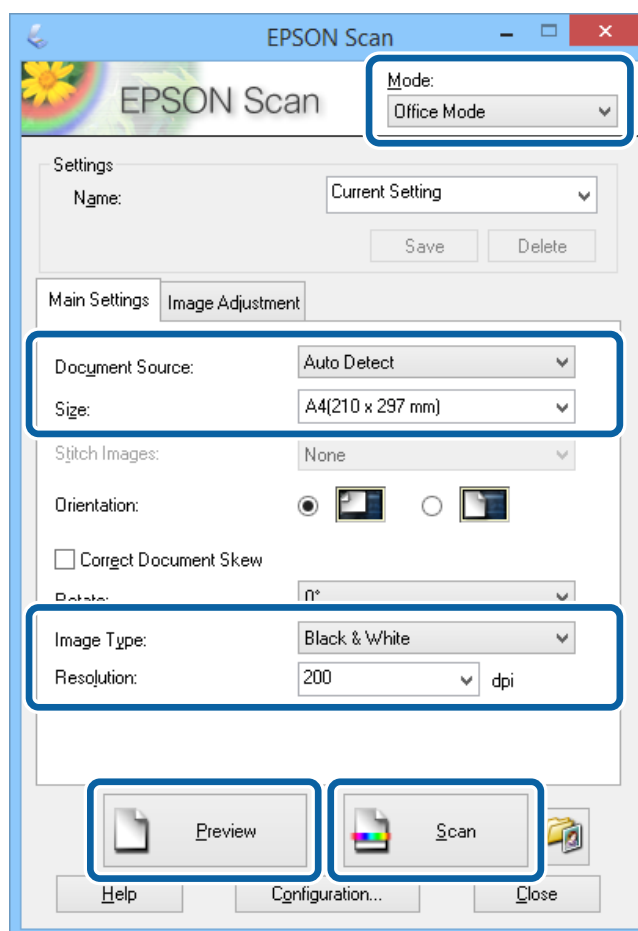 EPSON Scan
EPSON Scan
Mode:
Office Mode
Settings
Name:
Current Setting
Save
Delete
Main Settings
Image Adjustment
Document Source:
Auto Detect
Size:
A4(210 x 297 mm)
Stitch Images:
None
Orientation:
Correct Document Skew
Rotate:
0°
Image Type:
Black & White
Resolution:
200
dpi
Preview
Scan
Help
Configuration...
Close